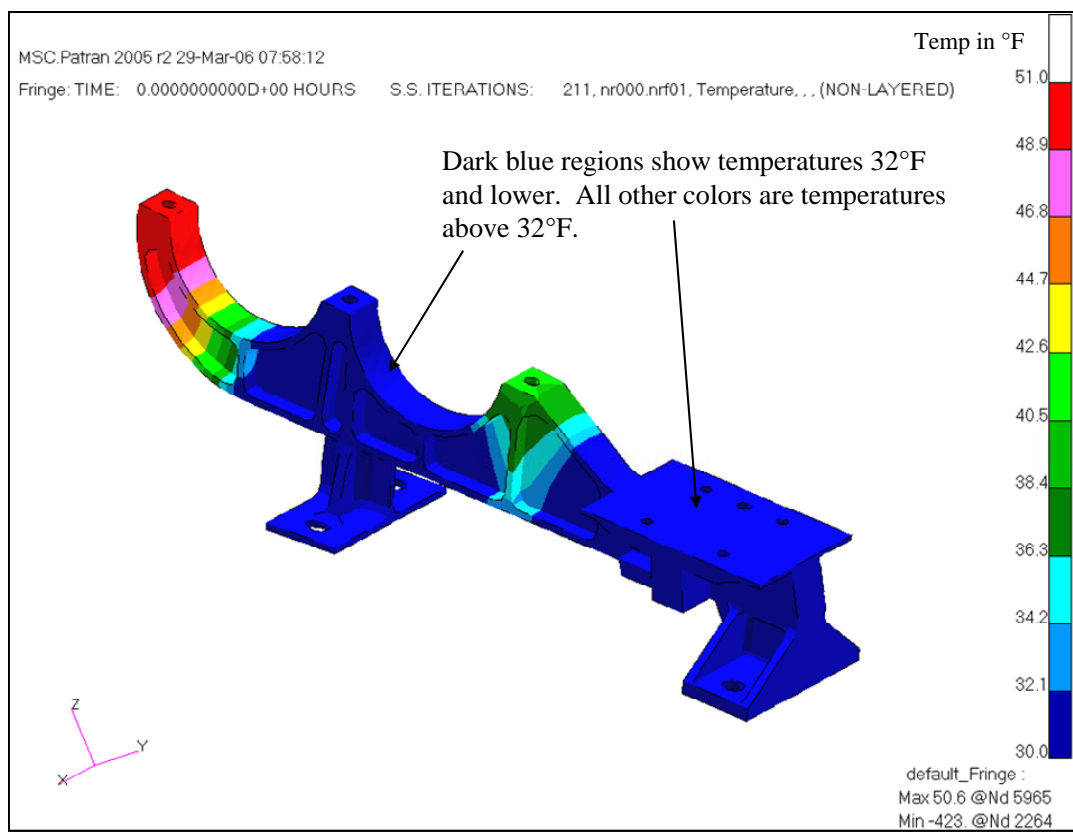 MSC.Patran 2005 r2 29-Mar-06 07:58:12
Temp in °F
Fringe: TIME: 0.0000000000D+00 HOURS S.S. ITERATIONS: 211, nr000.nrf01, Temperature, , , (NON-LAYERED)
Dark blue regions show temperatures 32°F
and lower. All other colors are temperatures
above 32°F.
51.0
48.9
46.8
44.7
42.6
40.5
38.4
36.3
34.2
32.1
30.0
Z
Y
X
default_Fringe :
Max 50.6 @Nd 5965
Min -423. @Nd 2264